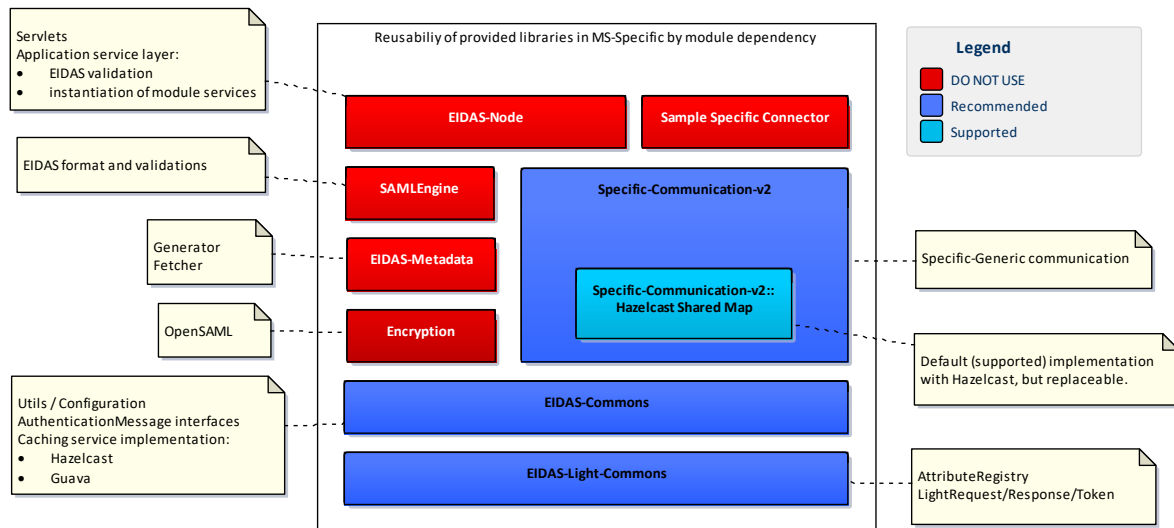 Servlets
Application service layer:
• EIDAS validation
• instantiation of module services
Reusabiliy of provided libraries in MS-Specific by module dependency
Legend
DO NOT USE
Recommended
Supported
EIDAS-Node
Sample Specific Connector
EIDAS format and validations
SAMLEngine
Specific-Communication-v2
Generator
Fetcher
EIDAS-Metadata
Specific-Generic communication
Specific-Communication-v2::
Hazelcast Shared Map
OpenSAML
Encryption
Default (supported) implementation
with Hazelcast, but replaceable.
Utils / Configuration
AuthenticationMessage interfaces
Caching service implementation:
• Hazelcast
• Guava
EIDAS-Commons
EIDAS-Light-Commons
AttributeRegistry
LightRequest/Response/Token